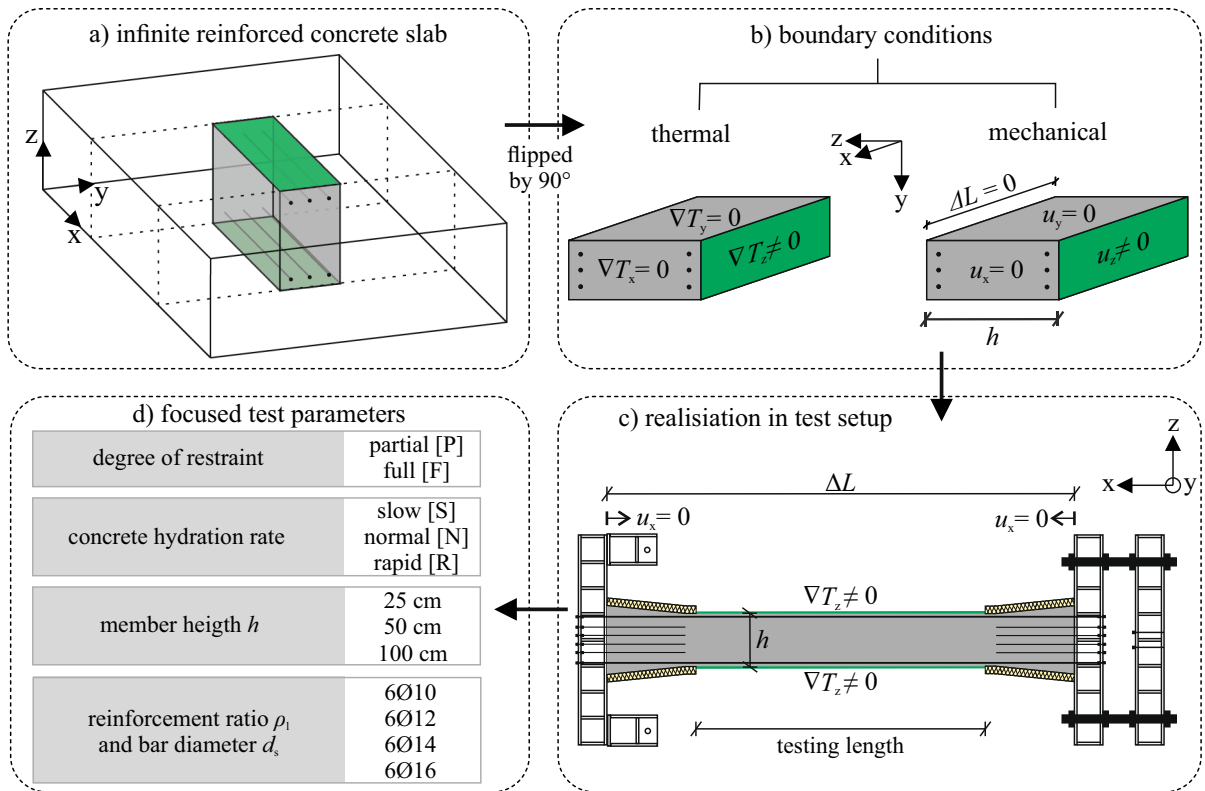 a) infinite reinforced concrete slab
z
y
x
flipped
by 90°
b) boundary conditions
thermal
mechanical
z
x
y
ΔL = 0
∇Ty = 0
∇Tx = 0
∇Tz ≠ 0
uy = 0
ux = 0
uz ≠ 0
h
c) realisiation in test setup
z
x
y
ΔL
ux = 0
ux = 0
∇Tz ≠ 0
h
∇Tz ≠ 0
testing length
d) focused test parameters
degree of restraint
partial [P]
full [F]
concrete hydration rate
slow [S]
normal [N]
rapid [R]
member heigth h
25 cm
50 cm
100 cm
reinforcement ratio ρl
and bar diameter ds
6Ø10
6Ø12
6Ø14
6Ø16